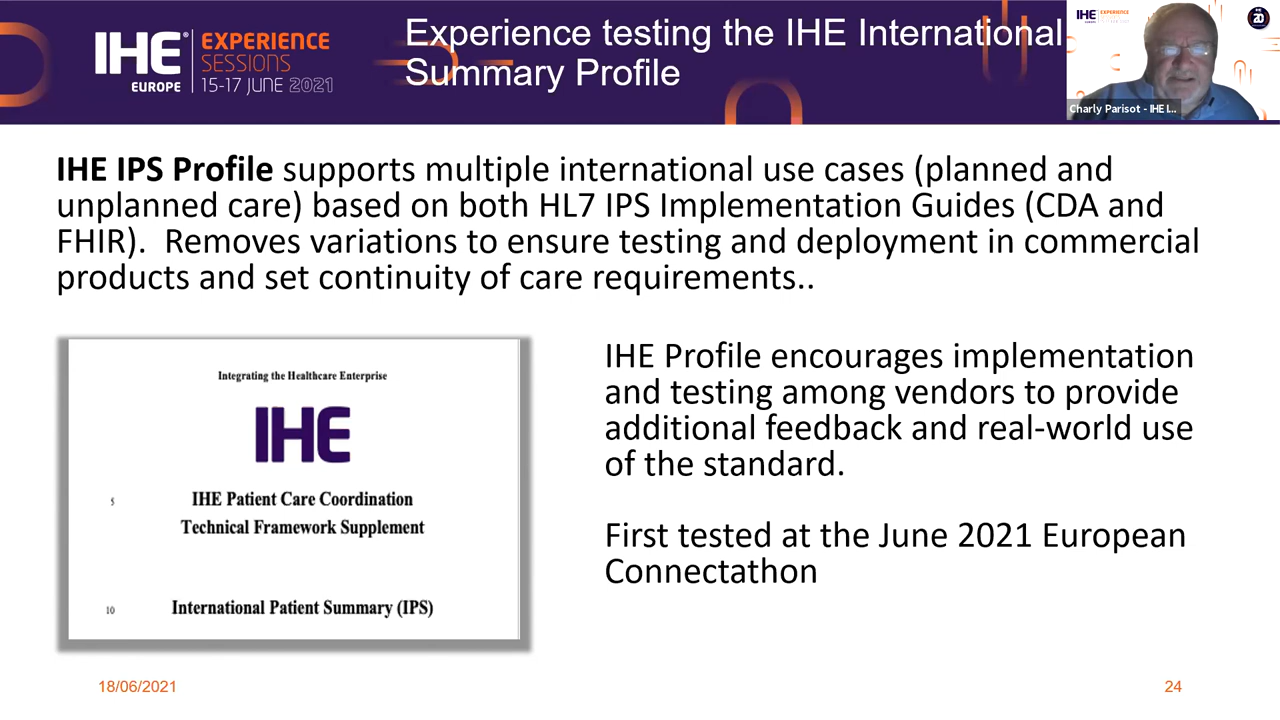 IHE® EXPERIENCE
SESSIONS
EUROPE 15-17 JUNE 2021
Experience testing the IHE International
Summary Profile
IHE EXPERIENCE
Charly Parisot - IHE I...
20
IHE IPS Profile supports multiple international use cases (planned and
unplanned care) based on both HL7 IPS Implementation Guides (CDA and
FHIR).  Removes variations to ensure testing and deployment in commercial
products and set continuity of care requirements..
Integrating the Healthcare Enterprise
IHE
5 IHE Patient Care Coordination
Technical Framework Supplement
10 International Patient Summary (IPS)
IHE Profile encourages implementation
and testing among vendors to provide
additional feedback and real-world use
of the standard.
First tested at the June 2021 European
Connectathon
18/06/2021
24